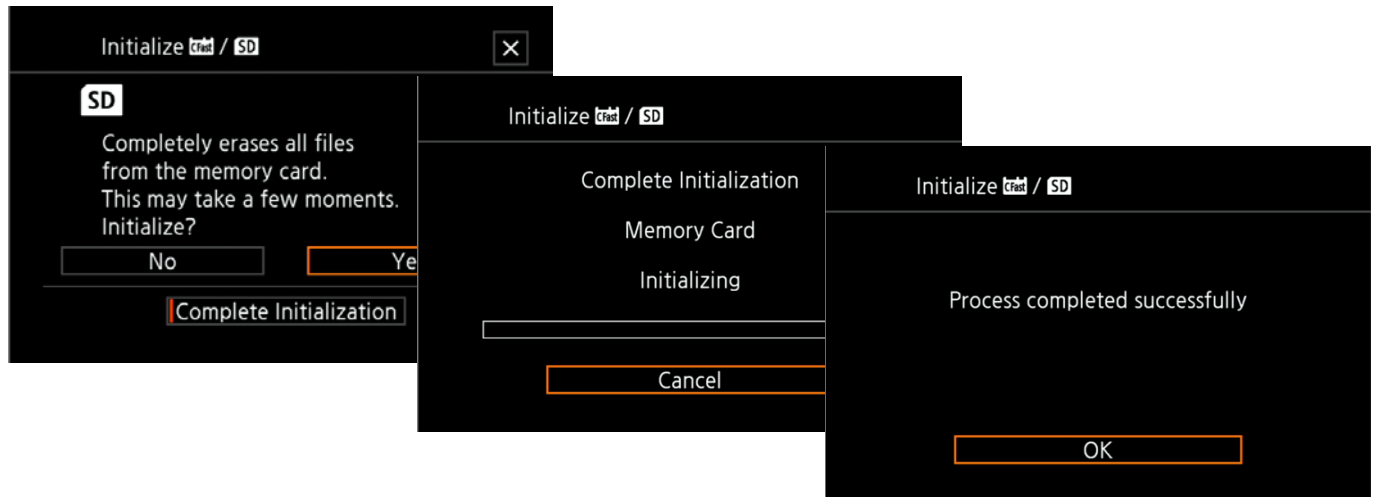 Initialize CFast / SD
SD
Completely erases all files
from the memory card.
This may take a few moments.
Initialize?
No
Ye
Complete Initialization
Initialize CFast / SD
Complete Initialization
Memory Card
Initializing
Cancel
Initialize CFast / SD
Process completed successfully
OK